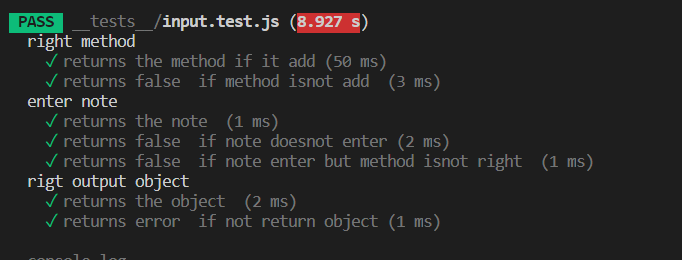 PASS __tests__/input.test.js (8.927 s)
right method
✓ returns the method if it add (50 ms)
✓ returns false  if method isnot add  (3 ms)
enter note
✓ returns the note  (1 ms)
✓ returns false  if note doesnot enter (2 ms)
✓ returns false  if note enter but method isnot right  (1 ms)
rigt output object
✓ returns the object  (2 ms)
✓ returns error  if not return object (1 ms)
console.log